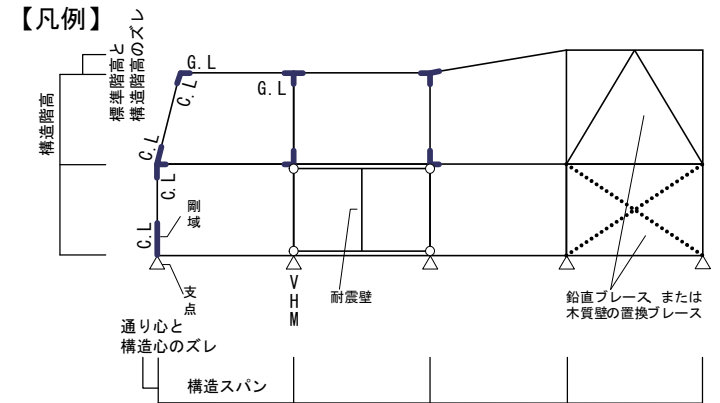 【凡例】
標準階高と
構造階高のズレ
構造階高
G.L
C.L
G.L
C.L
C.L
C.L
剛域
支点
V
H
M
耐震壁
鉛直ブレース または
木質壁の置換ブレース
通り心と
構造心のズレ
構造スパン